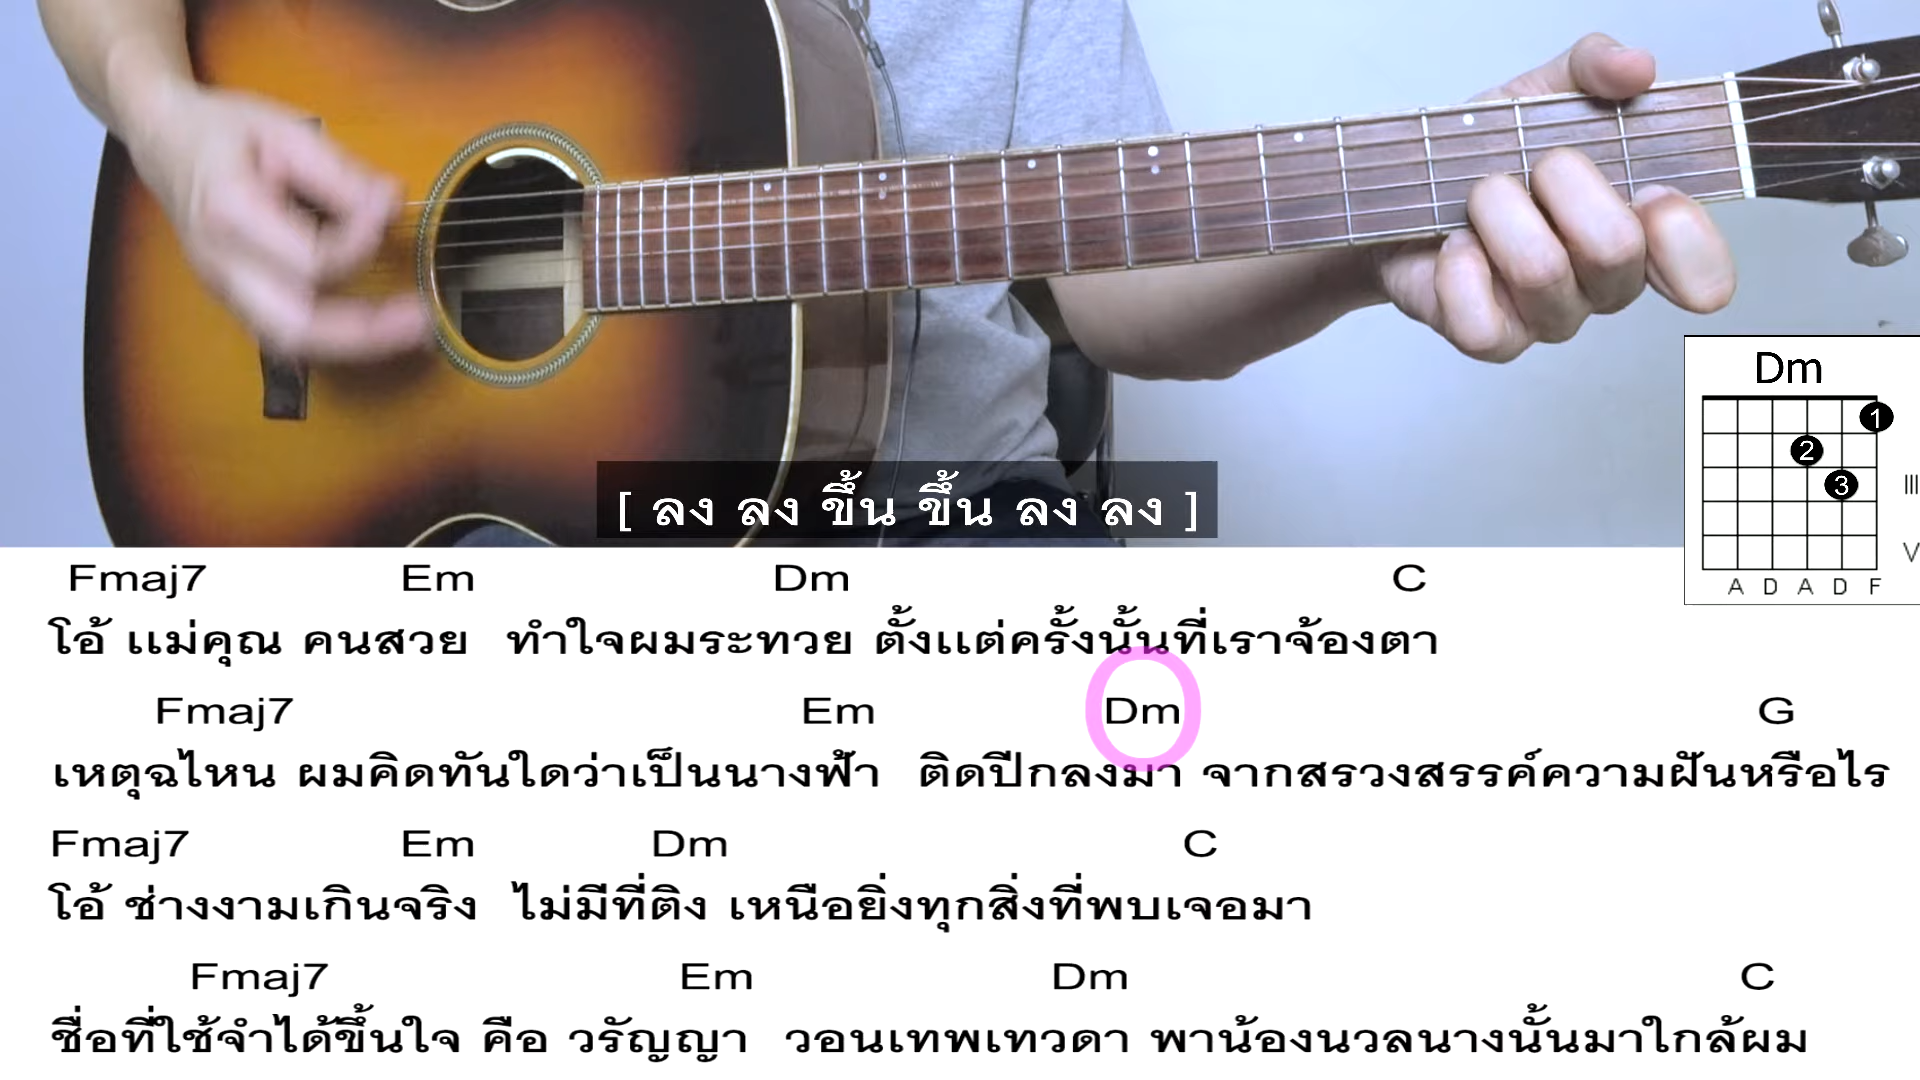 [ ลง ลง ขึ้น ขึ้น ลง ลง ]
Dm
1
2
3
III
V
A D A D F
Fmaj7 Em Dm C
โอ้ แม่คุณ คนสวย ทำใจผมระทวย ตั้งแต่ครั้งนั้นที่เราจ้องตา
Fmaj7 Em Dm G
เหตุฉไหน ผมคิดทันใดว่าเป็นนางฟ้า ติดปีกลงมา จากสรวงสรรค์ความฝันหรือไร
Fmaj7 Em Dm C
โอ้ ช่างงามเกินจริง ไม่มีที่ติง เหนือยิ่งทุกสิ่งที่พบเจอมา
Fmaj7 Em Dm C
ชื่อที่ใช้จำได้ขึ้นใจ คือ วรัญญา วอนเทพเทวดา พาน้องนวลนางนั้นมาใกล้ผม